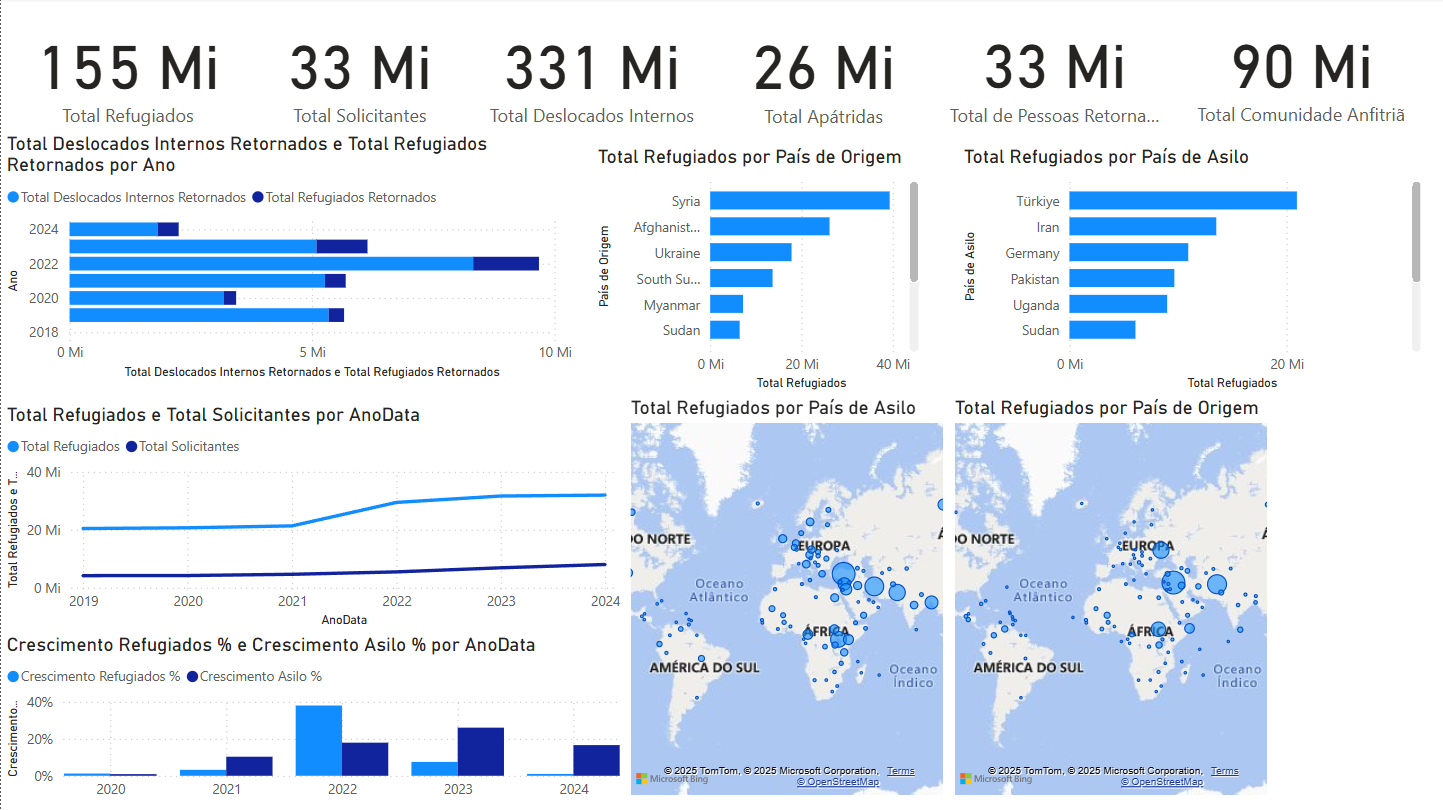 155 Mi
Total Refugiados
33 Mi
Total Solicitantes
331 Mi
Total Deslocados Internos
26 Mi
Total Apátridas
33 Mi
Total de Pessoas Retorna...
90 Mi
Total Comunidade Anfitriã
Total Deslocados Internos Retornados e Total Refugiados
Retornados por Ano
Total Deslocados Internos Retornados
Total Refugiados Retornados
Ano
2024
2022
2020
2018
0 Mi
5 Mi
10 Mi
Total Deslocados Internos Retornados e Total Refugiados Retornados
Total Refugiados por País de Origem
País de Origem
Syria
Afghanist...
Ukraine
South Su...
Myanmar
Sudan
0 Mi
20 Mi
40 Mi
Total Refugiados
Total Refugiados por País de Asilo
País de Asilo
Türkiye
Iran
Germany
Pakistan
Uganda
Sudan
0 Mi
20 Mi
Total Refugiados
Total Refugiados e Total Solicitantes por AnoData
Total Refugiados
Total Solicitantes
Total Refugiados e T...
40 Mi
20 Mi
0 Mi
2019
2020
2021
2022
2023
2024
AnoData
Crescimento Refugiados % e Crescimento Asilo % por AnoData
Crescimento Refugiados %
Crescimento Asilo %
Crescimento...
40%
20%
0%
2020
2021
2022
2023
2024
Total Refugiados por País de Asilo
DO NORTE
EUROPA
Á
Oceano
Atlântico
ÁFRICA
AMÉRICA DO SUL
Oceano
Índico
© 2025 TomTom, © 2025 Microsoft Corporation,
Terms
Microsoft Bing
© OpenStreetMap
Total Refugiados por País de Origem
DO NORTE
EUROPA
Á
Oceano
Atlântico
ÁFRICA
AMÉRICA DO SUL
Oceano
Índico
© 2025 TomTom, © 2025 Microsoft Corporation,
Terms
Microsoft Bing
© OpenStreetMap